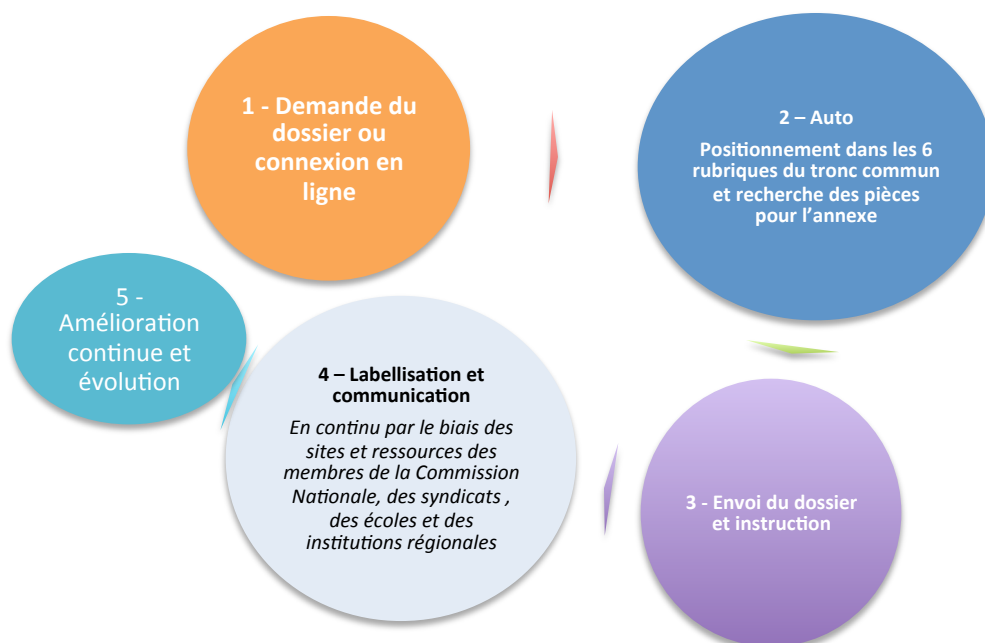 1 - Demande du
dossier ou
connexion en
ligne
2 – Auto
Positionnement dans les 6
rubriques du tronc commun
et recherche des pièces
pour l'annexe
3 - Envoi du dossier
et instruction
4 – Labellisation et
communication
En continu par le biais des
sites et ressources des
membres de la Commission
Nationale, des syndicats ,
des écoles et des
institutions régionales
5 -
Amélioration
continue et
évolution